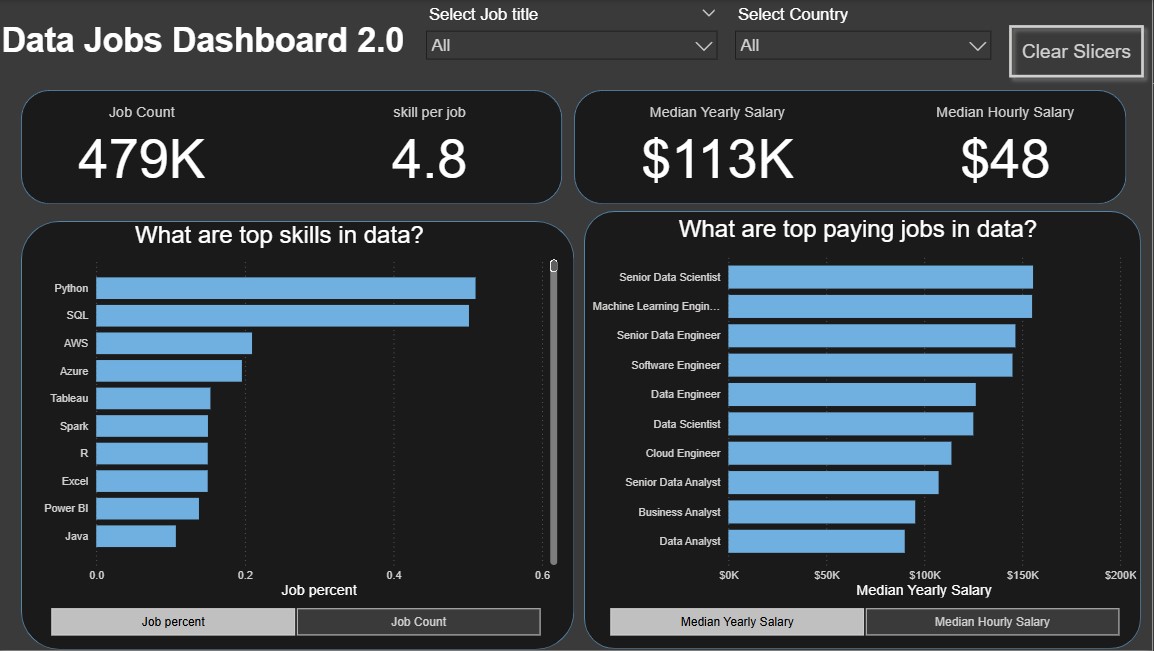 Data Jobs Dashboard 2.0
Select Job title
All
Select Country
All
Clear Slicers
Job Count
479K
skill per job
4.8
Median Yearly Salary
$113K
Median Hourly Salary
$48
What are top skills in data?
Python
SQL
AWS
Azure
Tableau
Spark
R
Excel
Power BI
Java
0.0 0.2 0.4 0.6
Job percent
Job percent
Job Count
What are top paying jobs in data?
Senior Data Scientist
Machine Learning Engin...
Senior Data Engineer
Software Engineer
Data Engineer
Data Scientist
Cloud Engineer
Senior Data Analyst
Business Analyst
Data Analyst
$0K $50K $100K $150K $200K
Median Yearly Salary
Median Yearly Salary
Median Hourly Salary